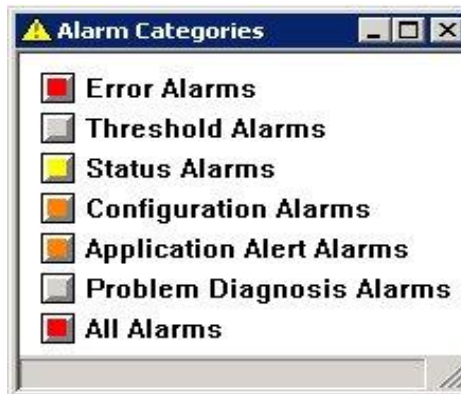 Alarm Categories
Error Alarms
Threshold Alarms
Status Alarms
Configuration Alarms
Application Alert Alarms
Problem Diagnosis Alarms
All Alarms